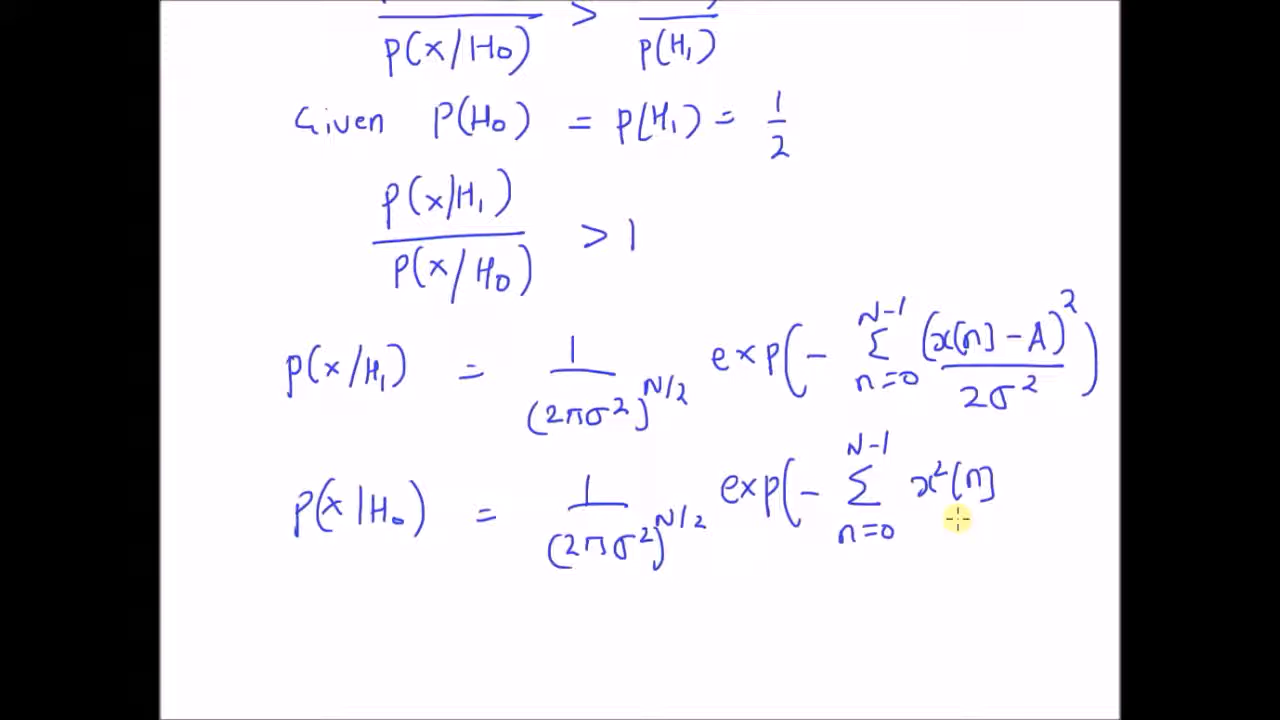 p(x/H₀) > p(H₁)
Given P(H₀) = p(H₁) = 1/2
p(x/H₁) / p(x/H₀) > 1
p(x/H₁) = 1/(2πσ²)^N/2 exp(- Σ_{n=0}^{N-1} (x[n] - A)²/2σ²)
p(x|H₀) = 1/(2πσ²)^N/2 exp(- Σ_{n=0}^{N-1} x²[n]